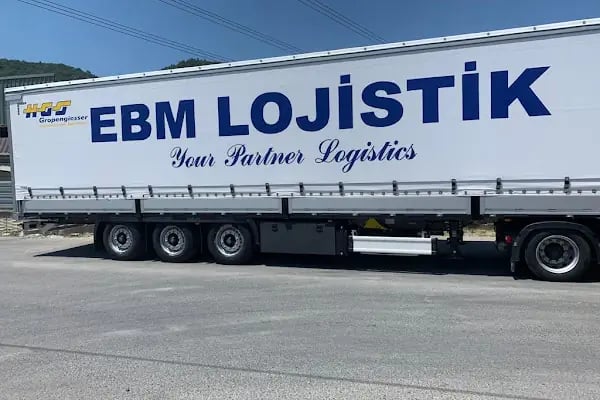 HGS
Gropengiesser
EBM LOJİSTİK
Your Partner Logistics